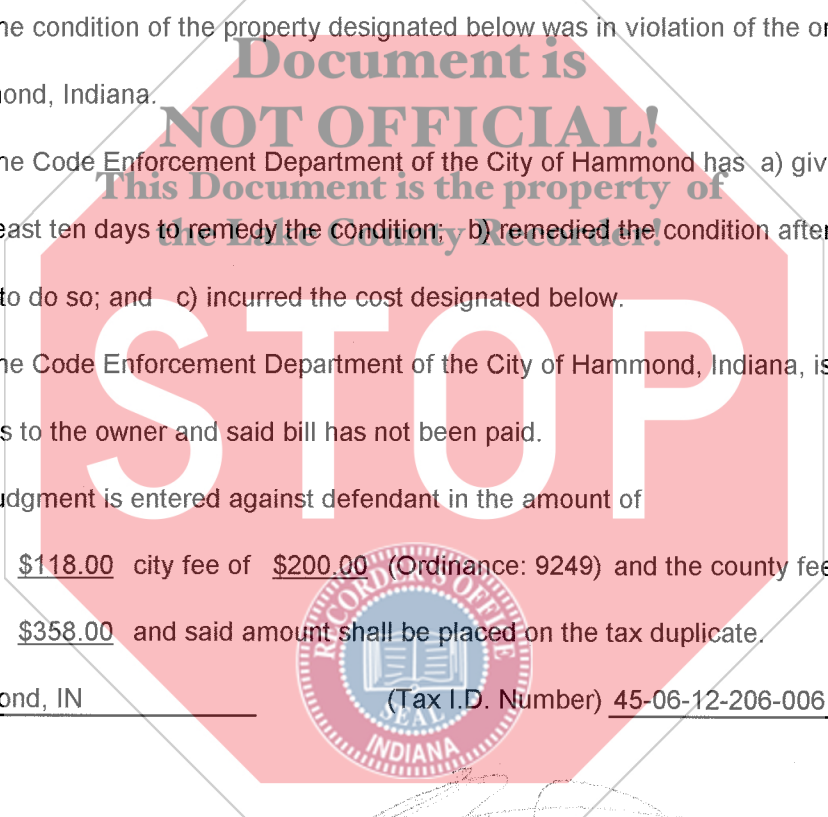 he condition of the property designated below was in violation of the or
Document is
ond, Indiana.
NOT OFFICIAL!
he Code Enforcement Department of the City of Hammond has a) giv
This Document is the property of
east ten days to remedy the condition; b) remedied the condition after
the Lake County Recorder!
to do so; and c) incurred the cost designated below.
STOP
he Code Enforcement Department of the City of Hammond, Indiana, is
s to the owner and said bill has not been paid.
udgment is entered against defendant in the amount of
$118.00 city fee of $200.00 (Ordinance: 9249) and the county fee
$358.00 and said amount shall be placed on the tax duplicate.
RECORDER'S OFFICE
SEAL
INDIANA
ond, IN (Tax I.D. Number) 45-06-12-206-006